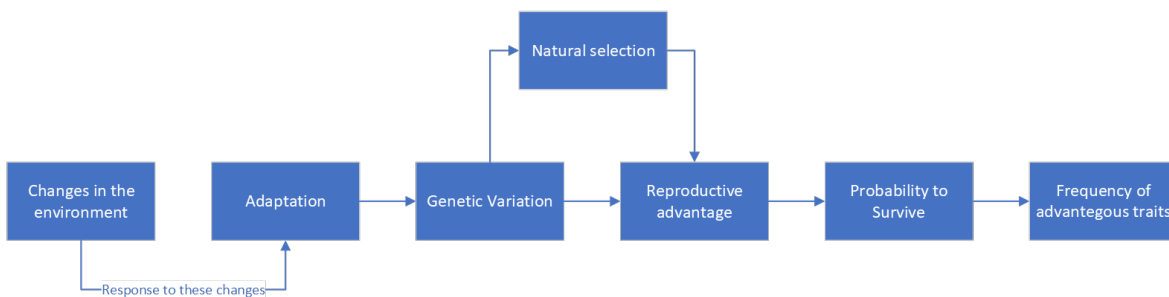 Natural selection
Changes in the
environment
Adaptation
Genetic Variation
Reproductive
advantage
Probability to
Survive
Frequency of
advantegous traits
Response to these changes